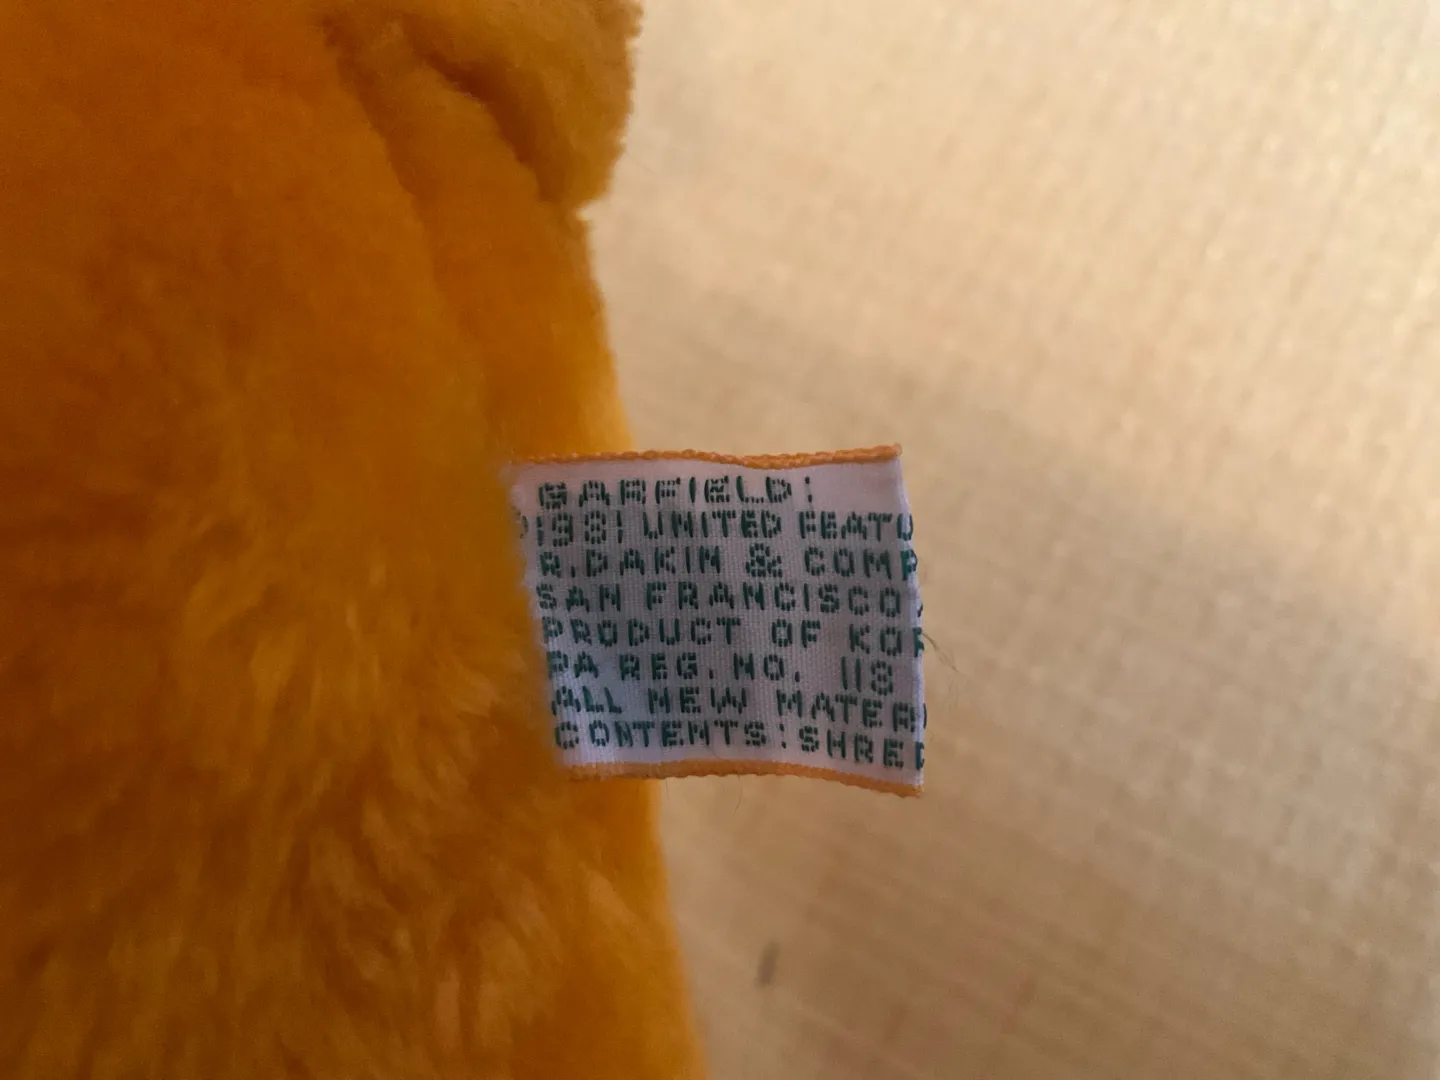 GARFIELD:
1981 UNITED FEATU
R.DAKIN & COMP
SAN FRANCISCO,
PRODUCT OF KOR
PA REG. NO. 118
ALL NEW MATERI
CONTENTS:SHRED